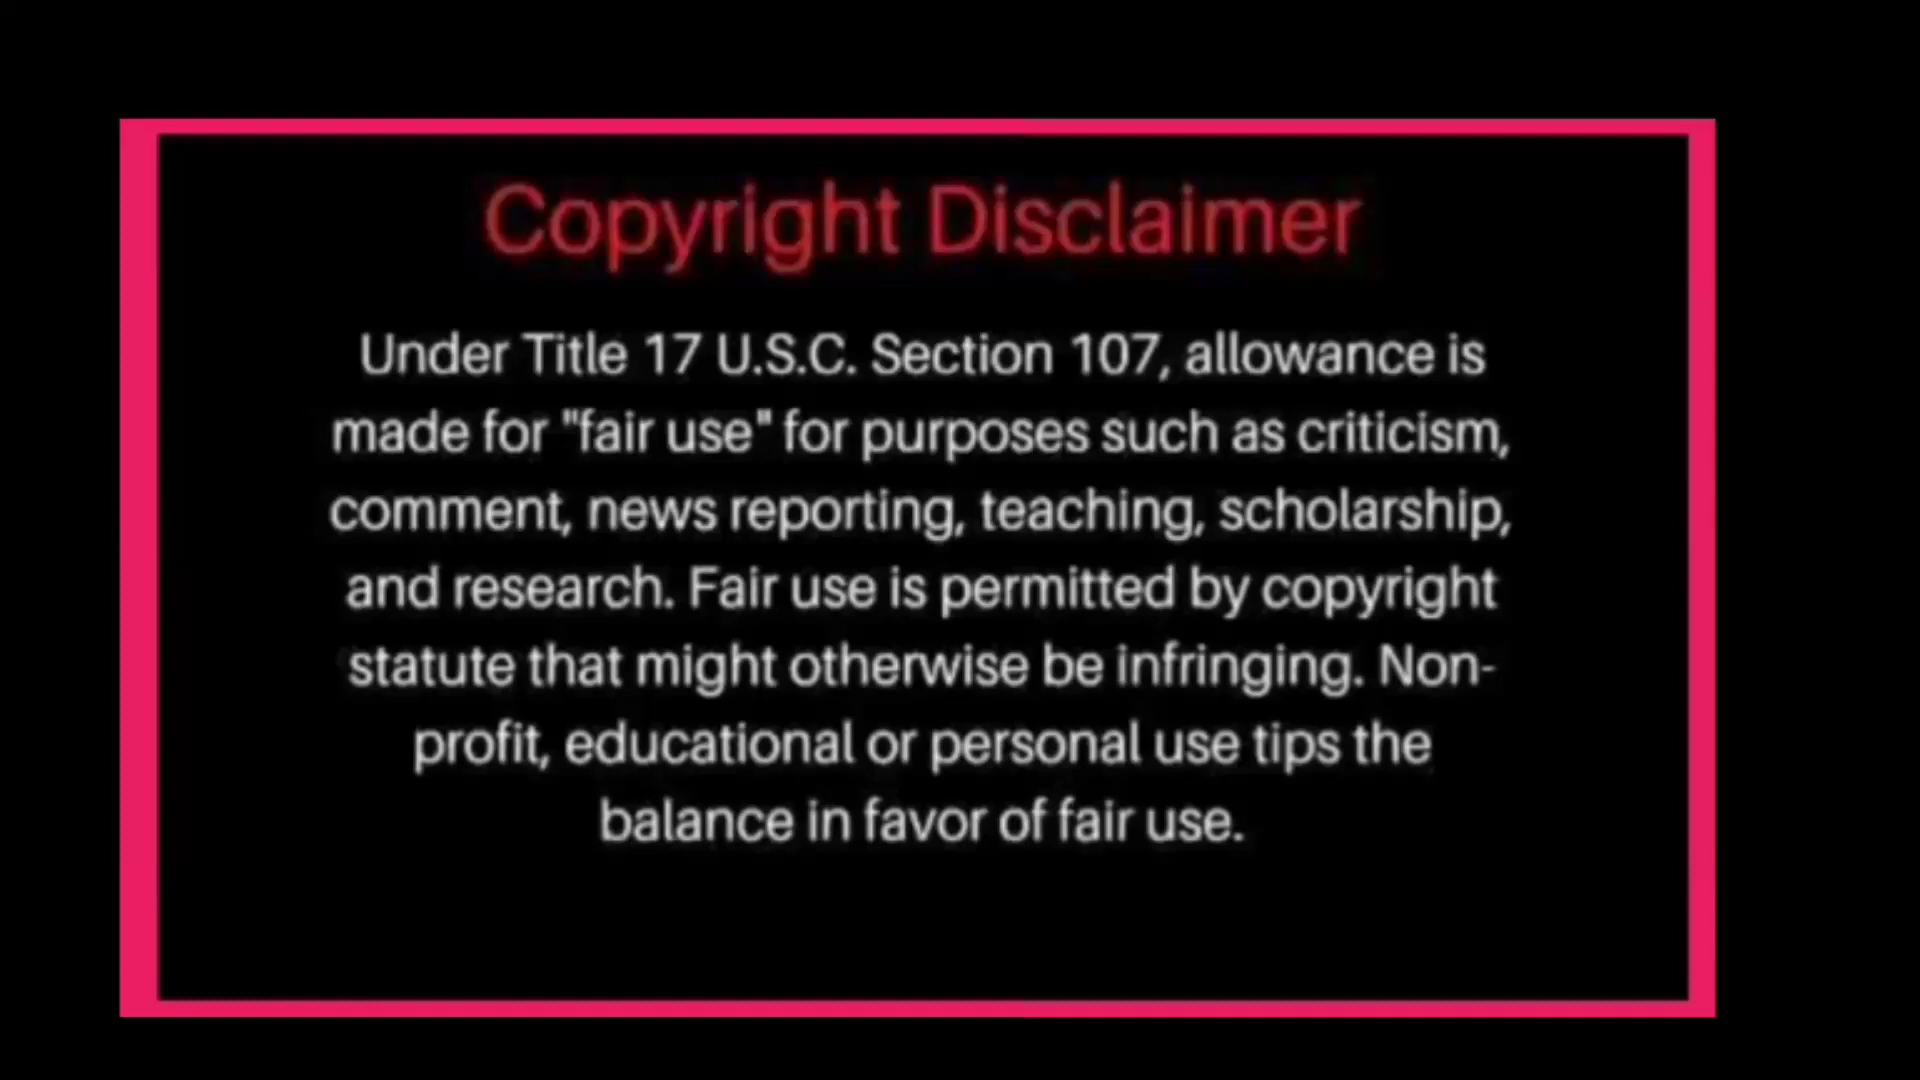 Copyright Disclaimer
Under Title 17 U.S.C. Section 107, allowance is
made for "fair use" for purposes such as criticism,
comment, news reporting, teaching, scholarship,
and research. Fair use is permitted by copyright
statute that might otherwise be infringing. Non-
profit, educational or personal use tips the
balance in favor of fair use.